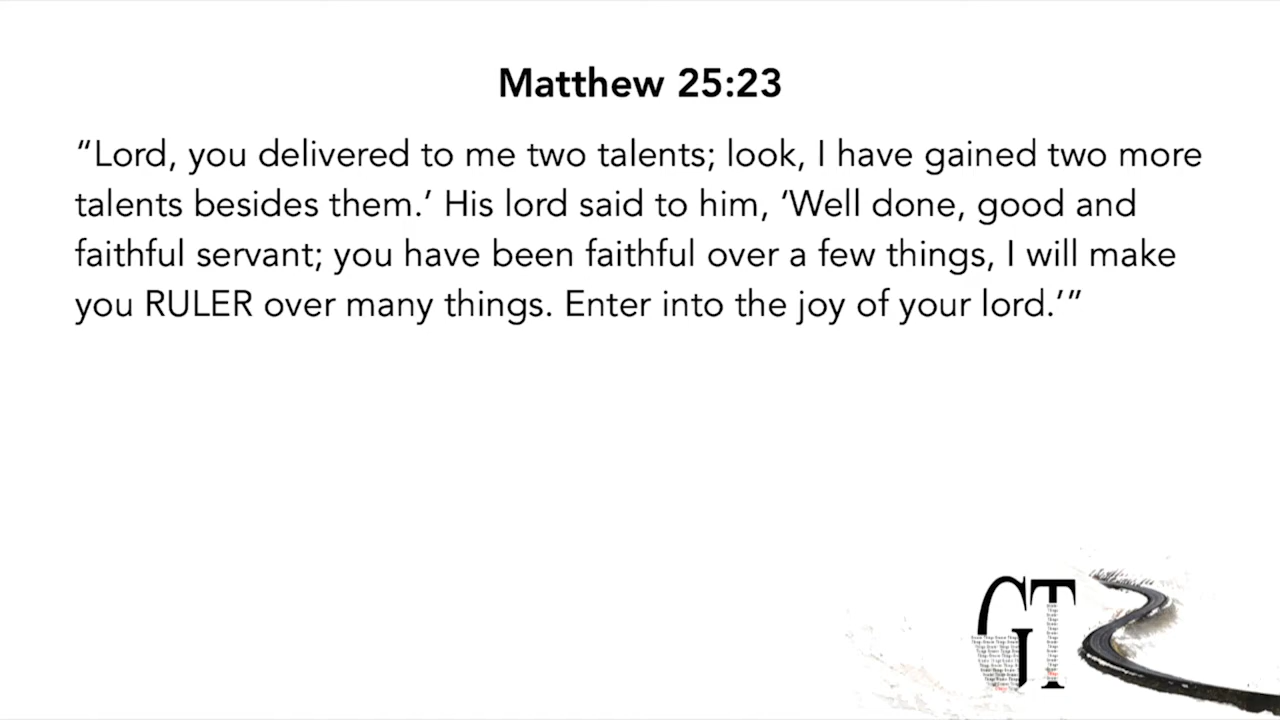 Matthew 25:23
“Lord, you delivered to me two talents; look, I have gained two more
talents besides them.’ His lord said to him, ‘Well done, good and
faithful servant; you have been faithful over a few things, I will make
you RULER over many things. Enter into the joy of your lord.’”
GT